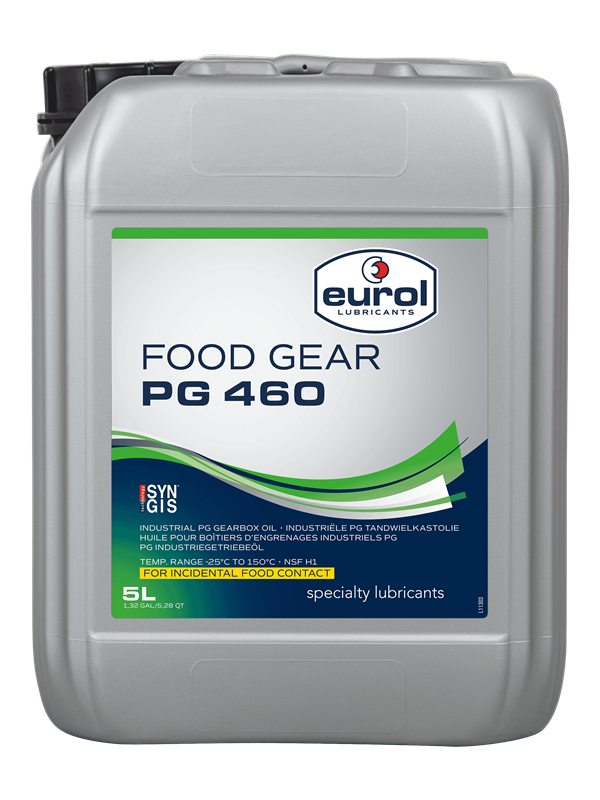 eurol
LUBRICANTS
FOOD GEAR
PG 460
SYN
GIS
INDUSTRIAL PG GEARBOX OIL · INDUSTRIËLE PG TANDWIELKASTOLIE
HUILE POUR BOÎTIERS D'ENGRENAGES INDUSTRIELS PG
PG INDUSTRIEGETRIEBEÖL
TEMP. RANGE -25°C TO 150°C · NSF H1
FOR INCIDENTAL FOOD CONTACT
5L
1,32 GAL/5,28 QT
specialty lubricants
L11303